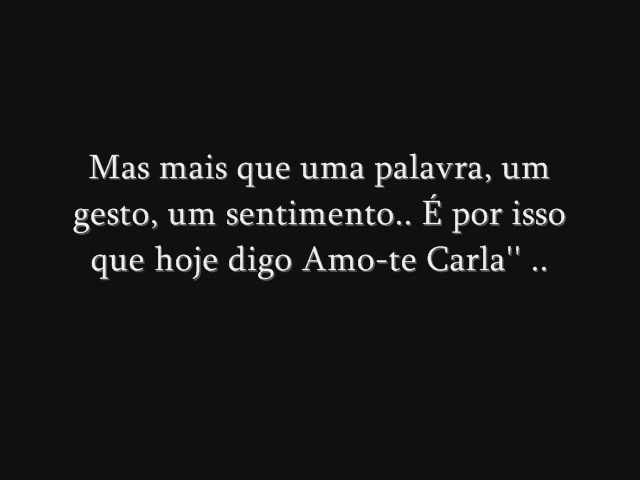 Mas mais que uma palavra, um
gesto, um sentimento.. É por isso
que hoje digo Amo-te Carla'' ..